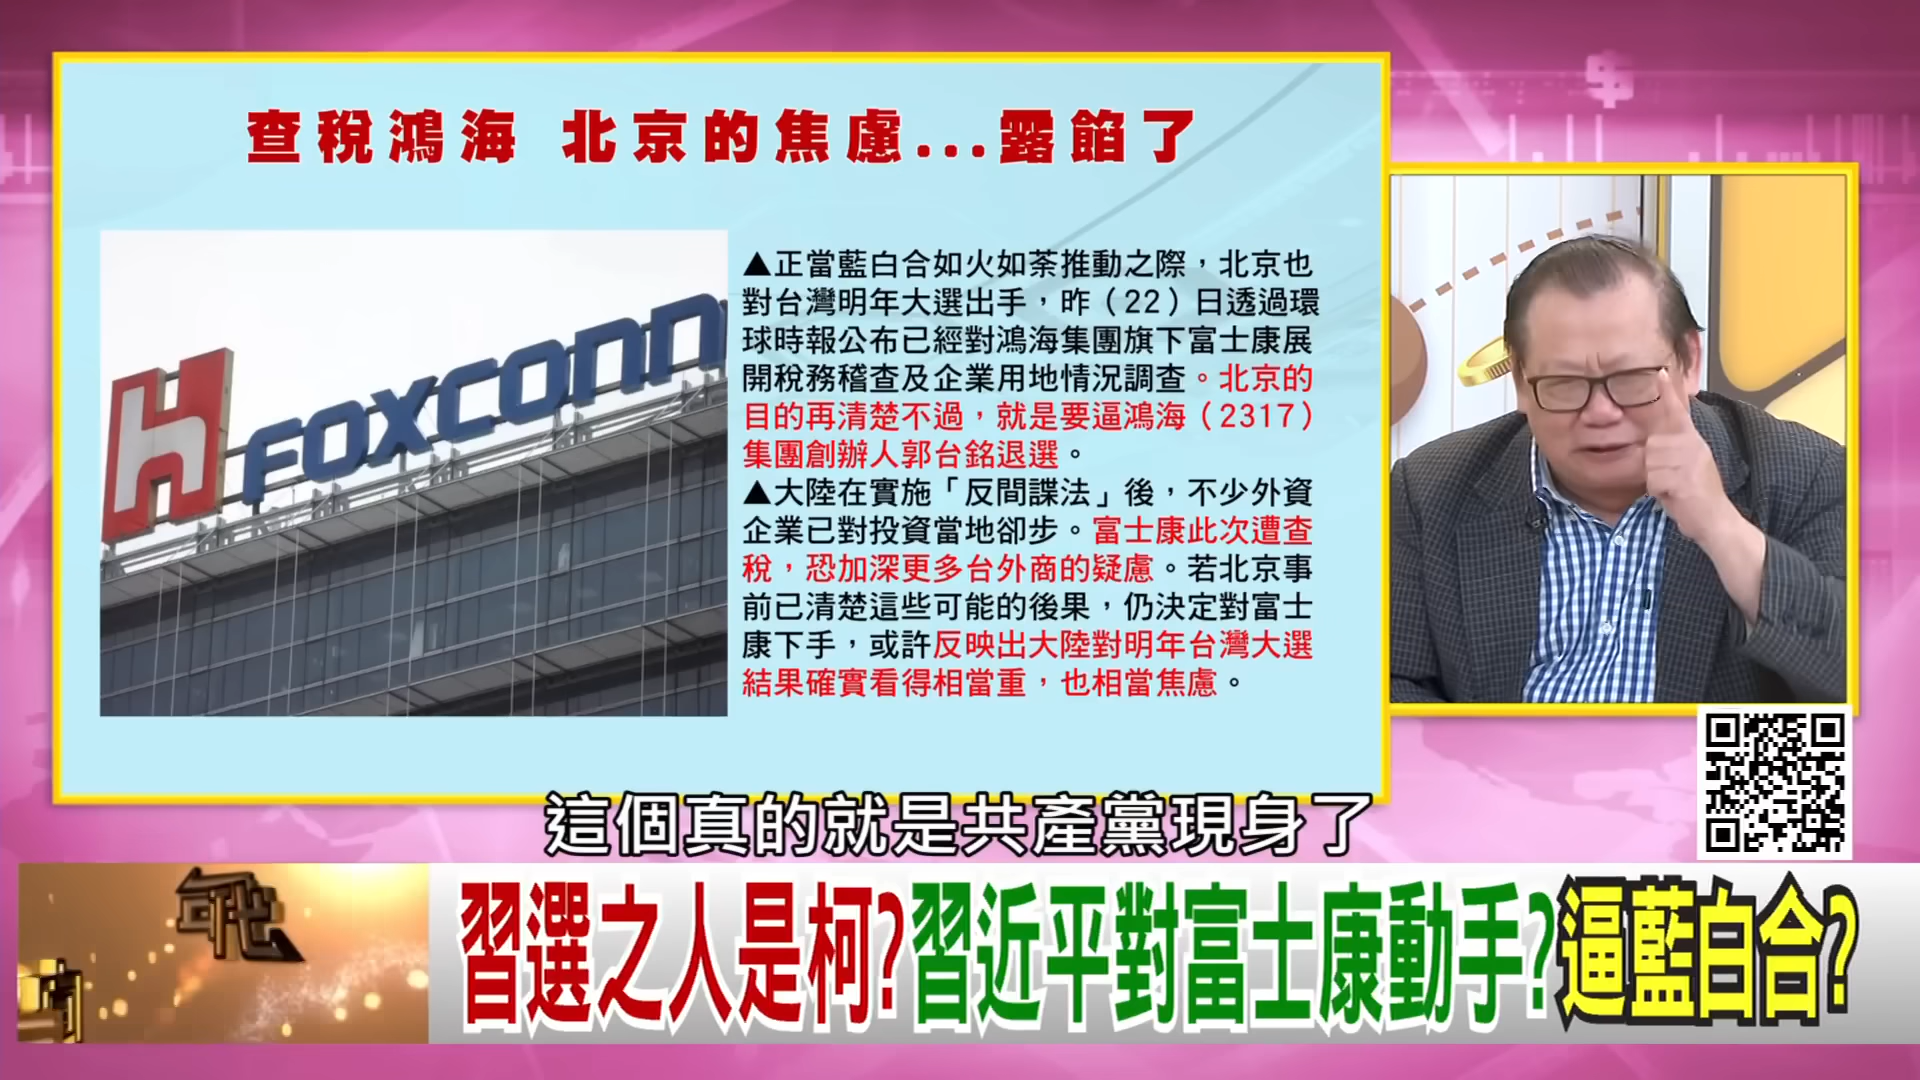 查稅鴻海 北京的焦慮...露餡了
FOXCONN
▲正當藍白合如火如荼推動之際，北京也
對台灣明年大選出手，昨（22）日透過環
球時報公布已經對鴻海集團旗下富士康展
開稅務稽查及企業用地情況調查。北京的
目的再清楚不過，就是要逼鴻海（2317）
集團創辦人郭台銘退選。
▲大陸在實施「反間諜法」後，不少外資
企業已對投資當地卻步。富士康此次遭查
稅，恐加深更多台外商的疑慮。若北京事
前已清楚這些可能的後果，仍決定對富士
康下手，或許反映出大陸對明年台灣大選
結果確實看得相當重，也相當焦慮。
這個真的就是共產黨現身了
習選之人是柯?習近平對富士康動手?逼藍白合?